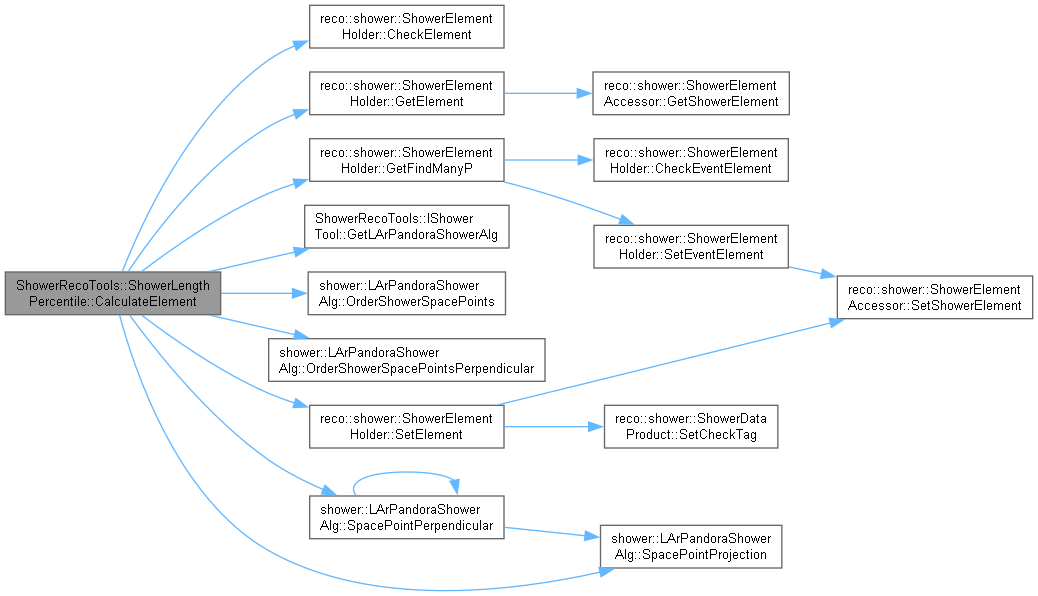 reco::shower::ShowerElement
Holder::CheckElement
reco::shower::ShowerElement
Holder::GetElement
reco::shower::ShowerElement
Accessor::GetShowerElement
reco::shower::ShowerElement
Holder::GetFindManyP
reco::shower::ShowerElement
Holder::CheckEventElement
ShowerRecoTools::IShower
Tool::GetLArPandoraShowerAlg
reco::shower::ShowerElement
Holder::SetEventElement
ShowerRecoTools::ShowerLength
Percentile::CalculateElement
shower::LArPandoraShower
Alg::OrderShowerSpacePoints
reco::shower::ShowerElement
Accessor::SetShowerElement
shower::LArPandoraShower
Alg::OrderShowerSpacePointsPerpendicular
reco::shower::ShowerElement
Holder::SetElement
reco::shower::ShowerData
Product::SetCheckTag
shower::LArPandoraShower
Alg::SpacePointPerpendicular
shower::LArPandoraShower
Alg::SpacePointProjection